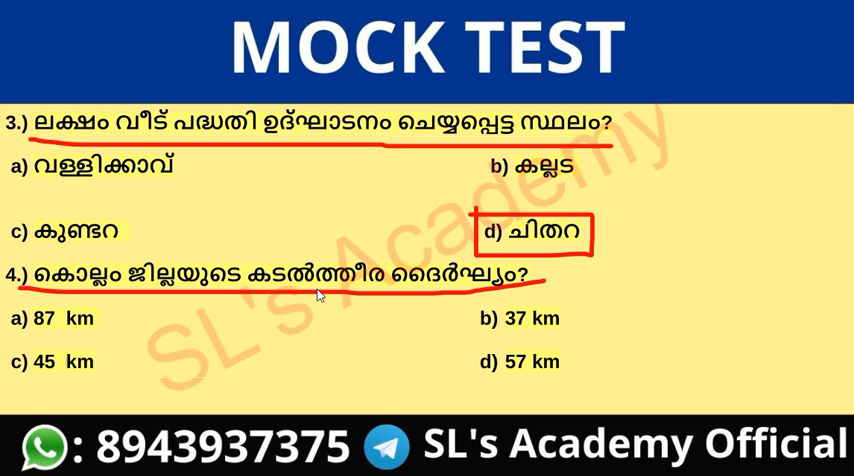 MOCK TEST
3.) ലക്ഷം വീട് പദ്ധതി ഉദ്ഘാടനം ചെയ്യപ്പെട്ട സ്ഥലം?
a) വള്ളിക്കാവ് b) കല്ലട
c) കുണ്ടറ d) ചിതറ
4.) കൊല്ലം ജില്ലയുടെ കടൽത്തീര ദൈർഘ്യം?
a) 87 km b) 37 km
c) 45 km d) 57 km
SL's Academy
: 8943937375 SL's Academy Official